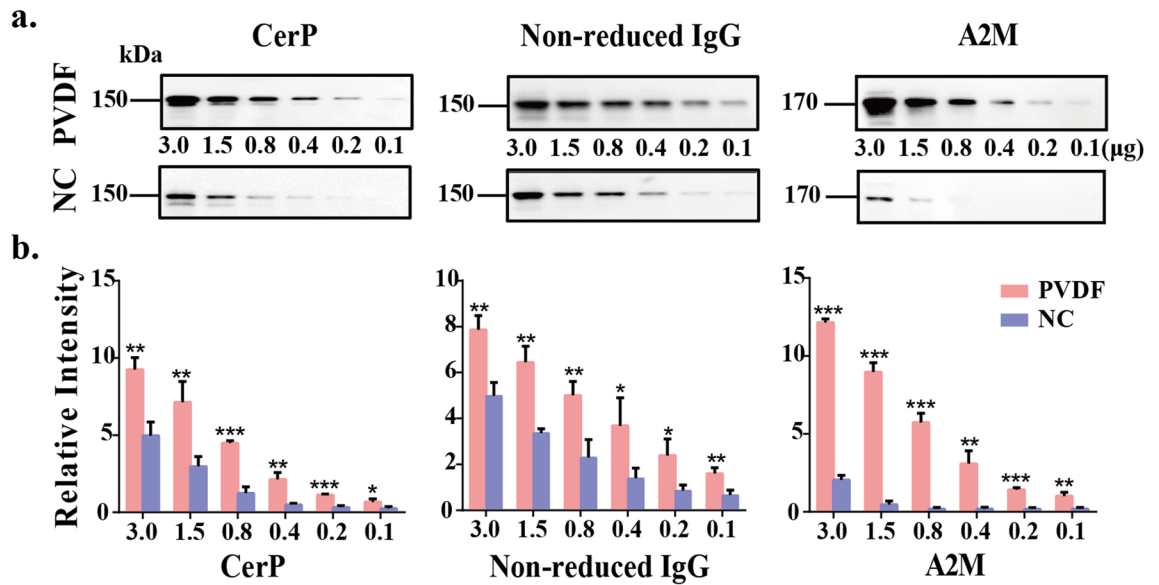 a.
CerP
Non-reduced IgG
A2M
kDa
PVDF
150
150
170
3.0 1.5 0.8 0.4 0.2 0.1
3.0 1.5 0.8 0.4 0.2 0.1
3.0 1.5 0.8 0.4 0.2 0.1 (μg)
NC
150
150
170
b.
Relative Intensity
15
10
5
0
** ** *** ** *** *
3.0 1.5 0.8 0.4 0.2 0.1
CerP
10
8
6
4
2
0
** ** ** * * **
3.0 1.5 0.8 0.4 0.2 0.1
Non-reduced IgG
15
10
5
0
*** *** *** ** *** **
3.0 1.5 0.8 0.4 0.2 0.1
A2M
PVDF
NC